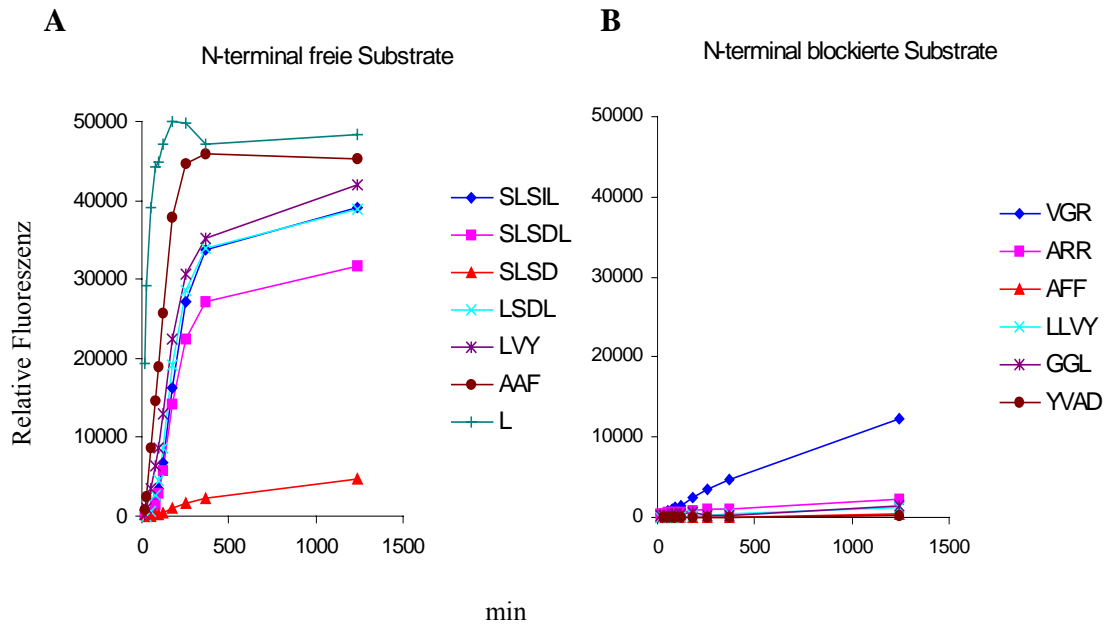 A
N-terminal freie Substrate
50000
40000
30000
20000
10000
0
0
500
1000
1500
SLSIL
SLSDL
SLSD
LSDL
LVY
AAF
L
Relative Fluoreszenz
B
N-terminal blockierte Substrate
50000
40000
30000
20000
10000
0
0
500
1000
1500
VGR
ARR
AFF
LLVY
GGL
YVAD
min